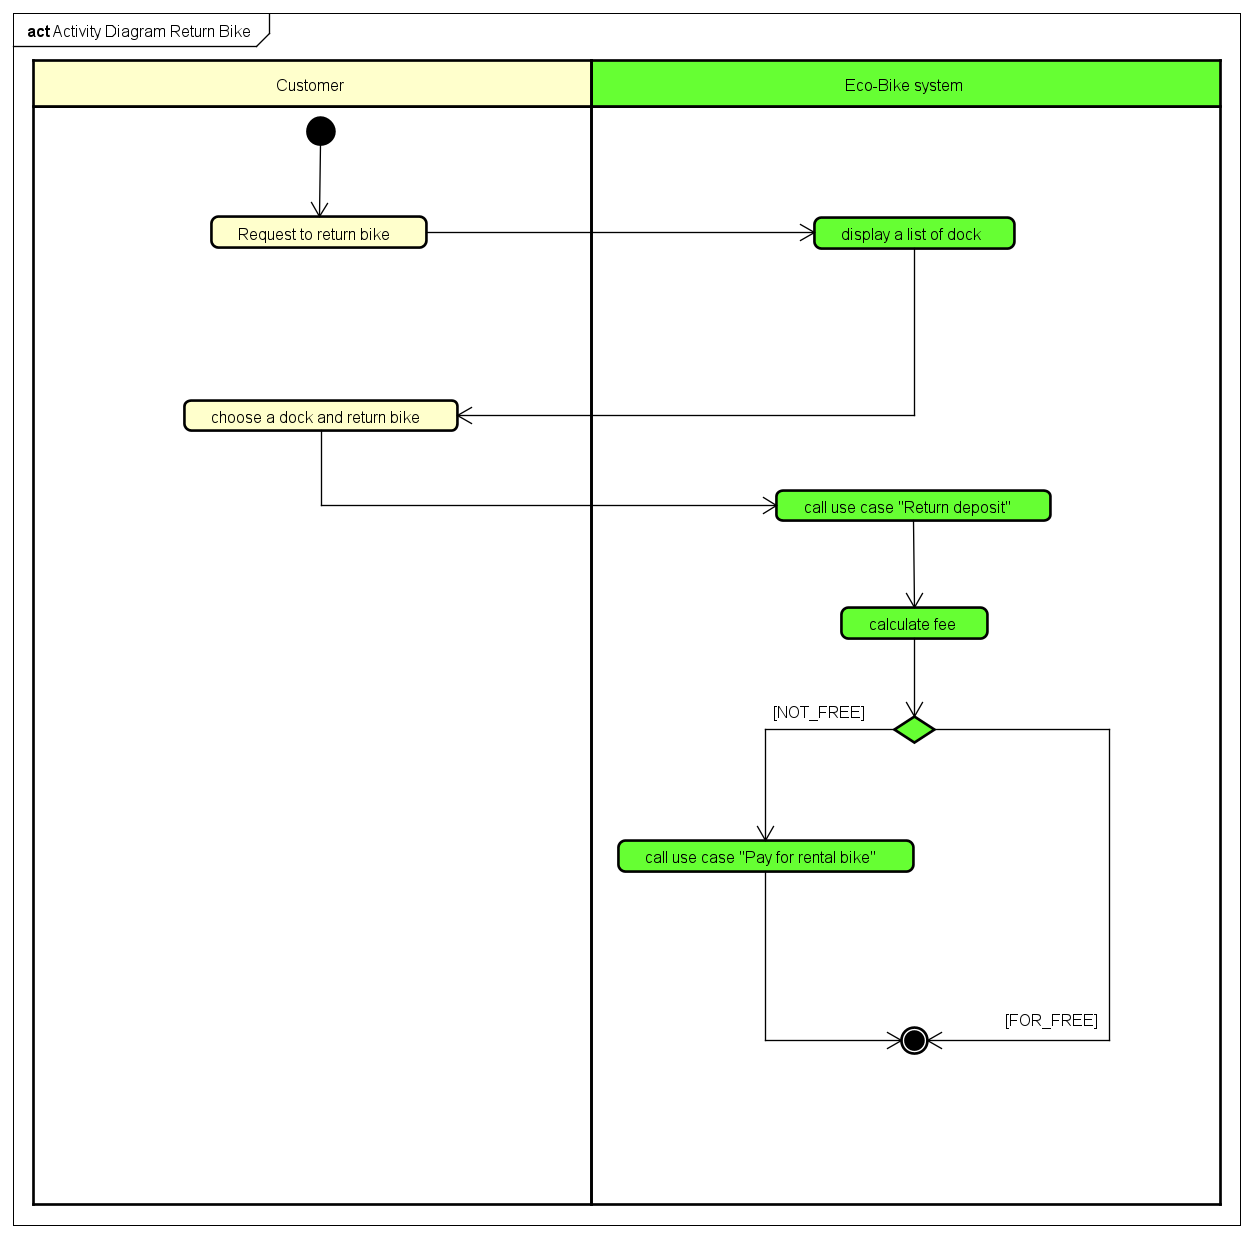 act Activity Diagram Return Bike
Customer
Eco-Bike system
Request to return bike
display a list of dock
choose a dock and return bike
call use case "Return deposit"
calculate fee
[NOT_FREE]
call use case "Pay for rental bike"
[FOR_FREE]